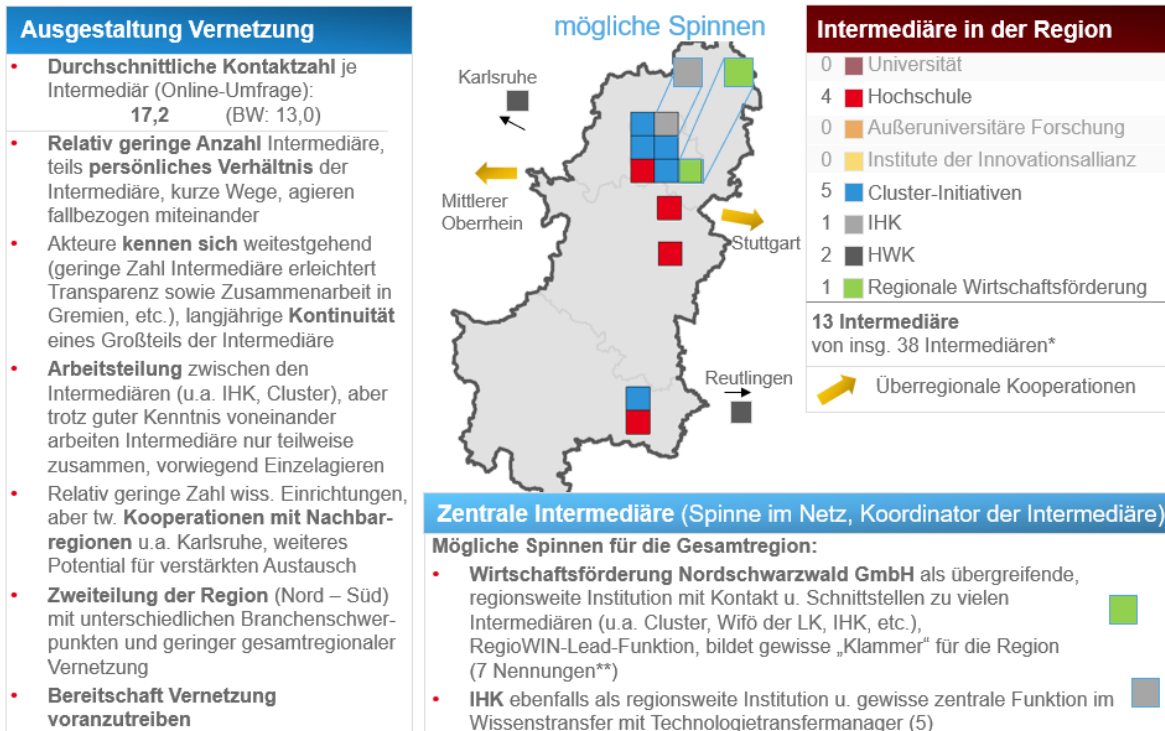 Ausgestaltung Vernetzung
• Durchschnittliche Kontaktzahl je
Intermediär (Online-Umfrage):
17,2 (BW: 13,0)
• Relativ geringe Anzahl Intermediäre,
teils persönliches Verhältnis der
Intermediäre, kurze Wege, agieren
fallbezogen miteinander
• Akteure kennen sich weitestgehend
(geringe Zahl Intermediäre erleichtert
Transparenz sowie Zusammenarbeit in
Gremien, etc.), langjährige Kontinuität
eines Großteils der Intermediäre
• Arbeitsteilung zwischen den
Intermediären (u.a. IHK, Cluster), aber
trotz guter Kenntnis voneinander
arbeiten Intermediäre nur teilweise
zusammen, vorwiegend Einzelagieren
• Relativ geringe Zahl wiss. Einrichtungen,
aber tw. Kooperationen mit Nachbar-
regionen u.a. Karlsruhe, weiteres
Potential für verstärkten Austausch
• Zweiteilung der Region (Nord – Süd)
mit unterschiedlichen Branchenschwer-
punkten und geringer gesamtregionaler
Vernetzung
• Bereitschaft Vernetzung
voranzutreiben
mögliche Spinnen
Karlsruhe
Mittlerer
Oberrhein
Stuttgart
Reutlingen
Intermediäre in der Region
0 Universität
4 Hochschule
0 Außeruniversitäre Forschung
0 Institute der Innovationsallianz
5 Cluster-Initiativen
1 IHK
2 HWK
1 Regionale Wirtschaftsförderung
13 Intermediäre
von insg. 38 Intermediären*
Überregionale Kooperationen
Zentrale Intermediäre (Spinne im Netz, Koordinator der Intermediäre)
Mögliche Spinnen für die Gesamtregion:
• Wirtschaftsförderung Nordschwarzwald GmbH als übergreifende,
regionsweite Institution mit Kontakt u. Schnittstellen zu vielen
Intermediären (u.a. Cluster, Wifö der LK, IHK, etc.),
RegioWIN-Lead-Funktion, bildet gewisse „Klammer“ für die Region
(7 Nennungen**)
• IHK ebenfalls als regionsweite Institution u. gewisse zentrale Funktion im
Wissenstransfer mit Technologietransfermanager (5)